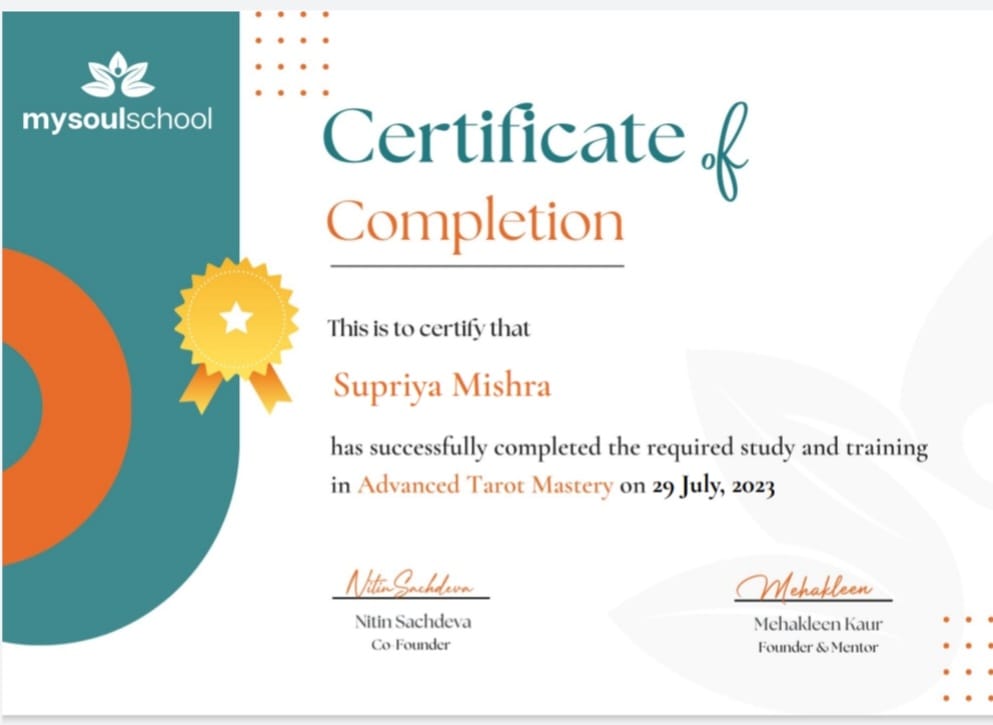 mysoulschool
Certificate of
Completion
This is to certify that
Supriya Mishra
has successfully completed the required study and training
in Advanced Tarot Mastery on 29 July, 2023
Nitin Sachdeva
Mehakleen
Nitin Sachdeva
Co-Founder
Mehakleen Kaur
Founder & Mentor